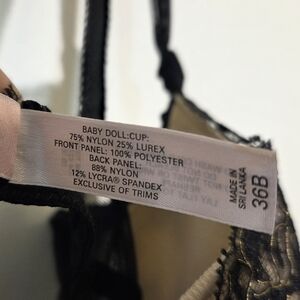 BABY DOLL:CUP:
75% NYLON 25% LUREX
FRONT PANEL: 100% POLYESTER
BACK PANEL:
88% NYLON
12% LYCRA® SPANDEX
EXCLUSIVE OF TRIMS
MADE IN
SRI LANKA
36B